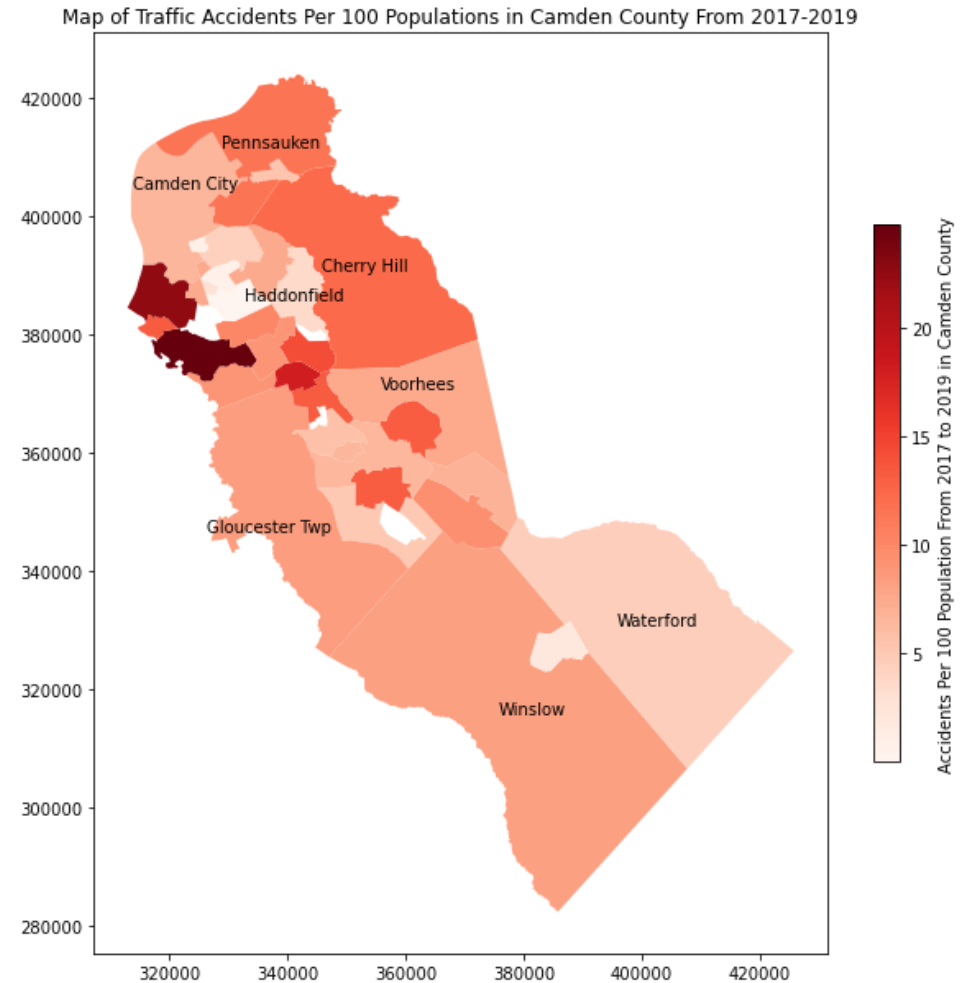 Map of Traffic Accidents Per 100 Populations in Camden County From 2017-2019
420000
400000
380000
360000
340000
320000
300000
280000
320000
340000
360000
380000
400000
420000
Pennsauken
Camden City
Cherry Hill
Haddonfield
Voorhees
Gloucester Twp
Waterford
Winslow
20
15
10
5
Accidents Per 100 Population From 2017 to 2019 in Camden County